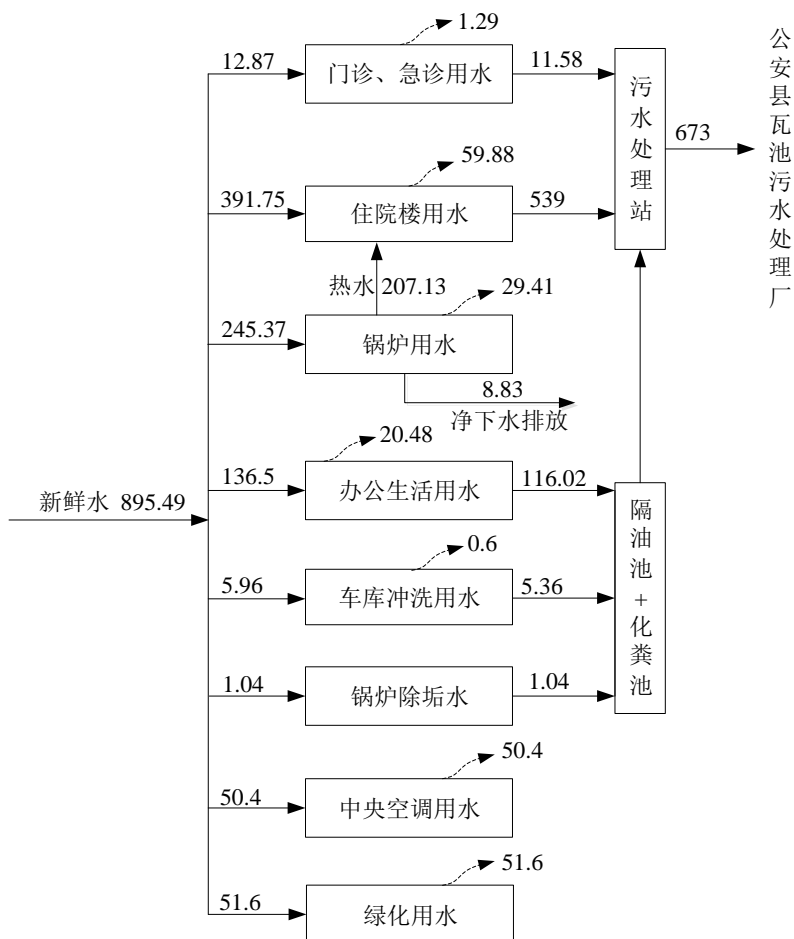 1.29
12.87
门诊、急诊用水
11.58
污水处理站
673
公安县瓦池污水处理厂
59.88
391.75
住院楼用水
539
热水 207.13
29.41
245.37
锅炉用水
8.83
净下水排放
20.48
136.5
办公生活用水
116.02
新鲜水 895.49
隔油池+化粪池
0.6
5.96
车库冲洗用水
5.36
1.04
锅炉除垢水
1.04
50.4
50.4
中央空调用水
51.6
51.6
绿化用水